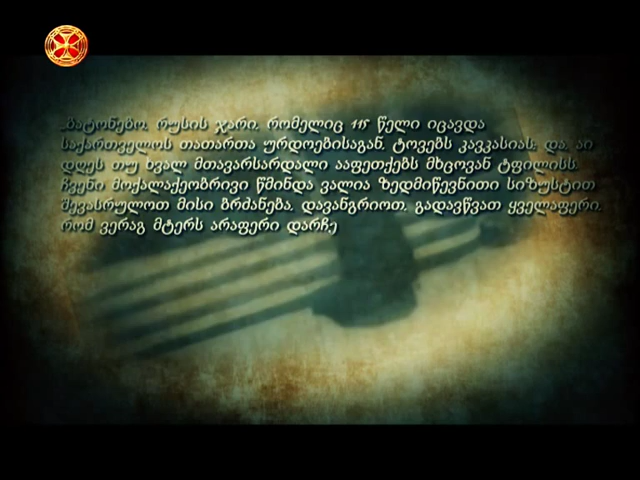 „ბატონებო, რუსის ჯარი, რომელიც 115 წელი იცავდა
საქართველოს თათართა ურდოებისაგან, ტოვებს კავკასიას; და, აი
დღეს თუ ხვალ მთავარსარდალი ააფეთქებს მხცოვან ტფილისს.
ჩვენი მოქალაქეობრივი წმინდა ვალია ზედმიწევნითი სიზუსტით
შევასრულოთ მისი ბრძანება, დავანგრიოთ, გადავწვათ ყველაფერი,
რომ ვერაგ მტერს არაფერი დარჩე